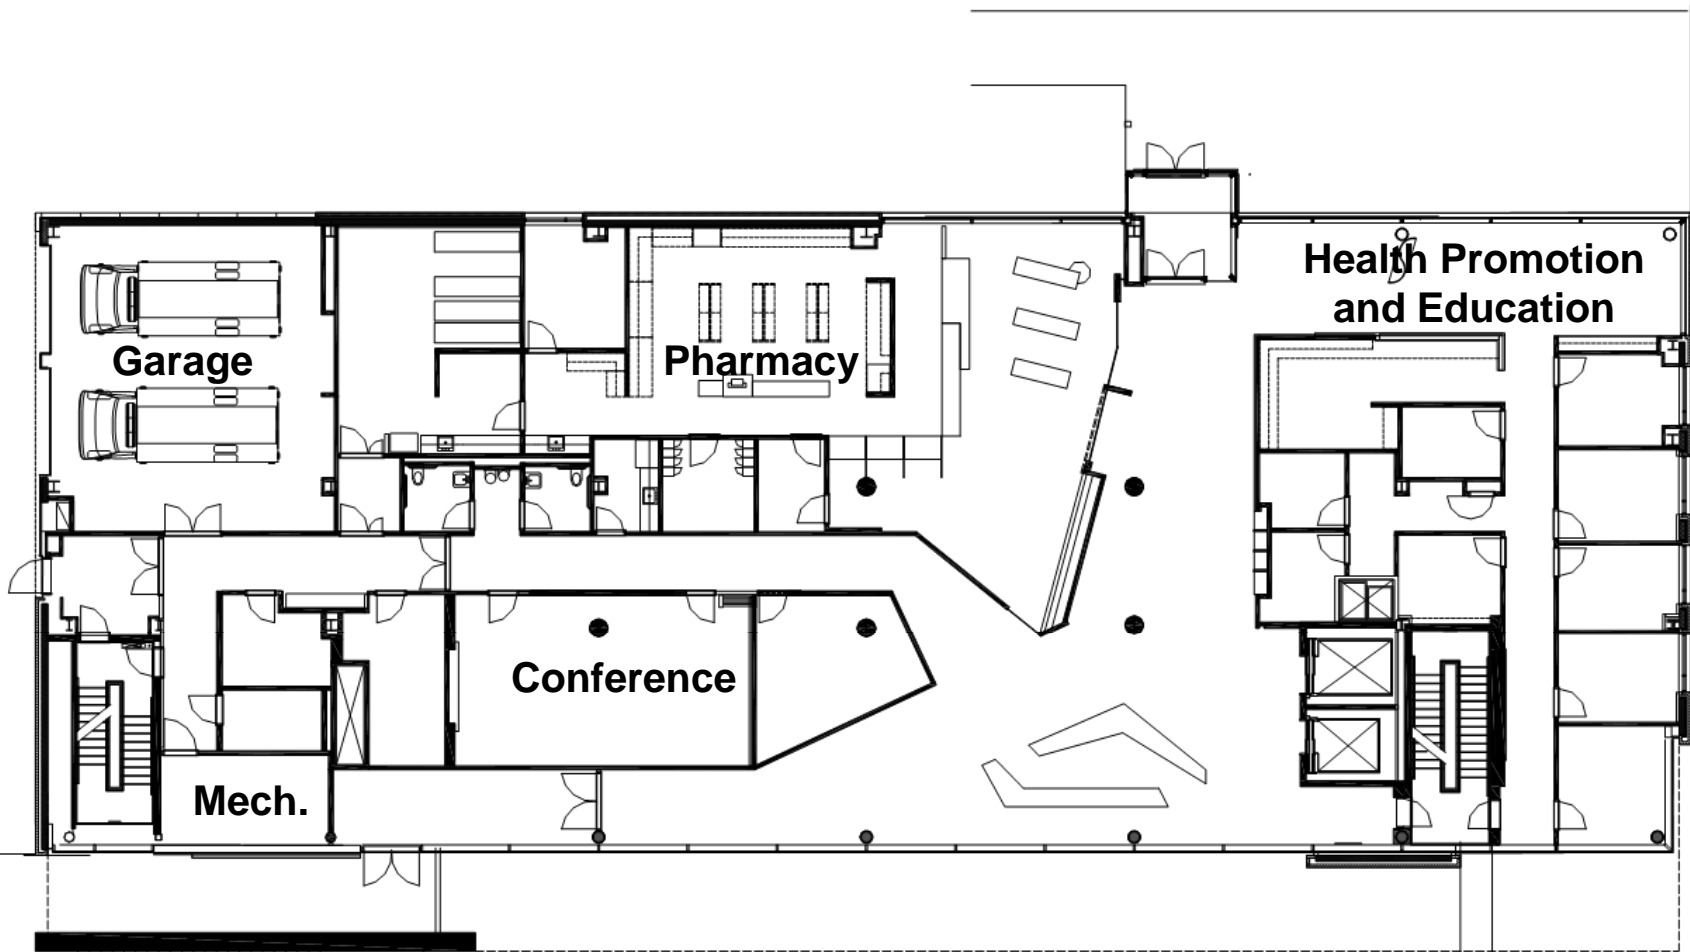 Health Promotion
and Education
Garage
Pharmacy
Conference
Mech.